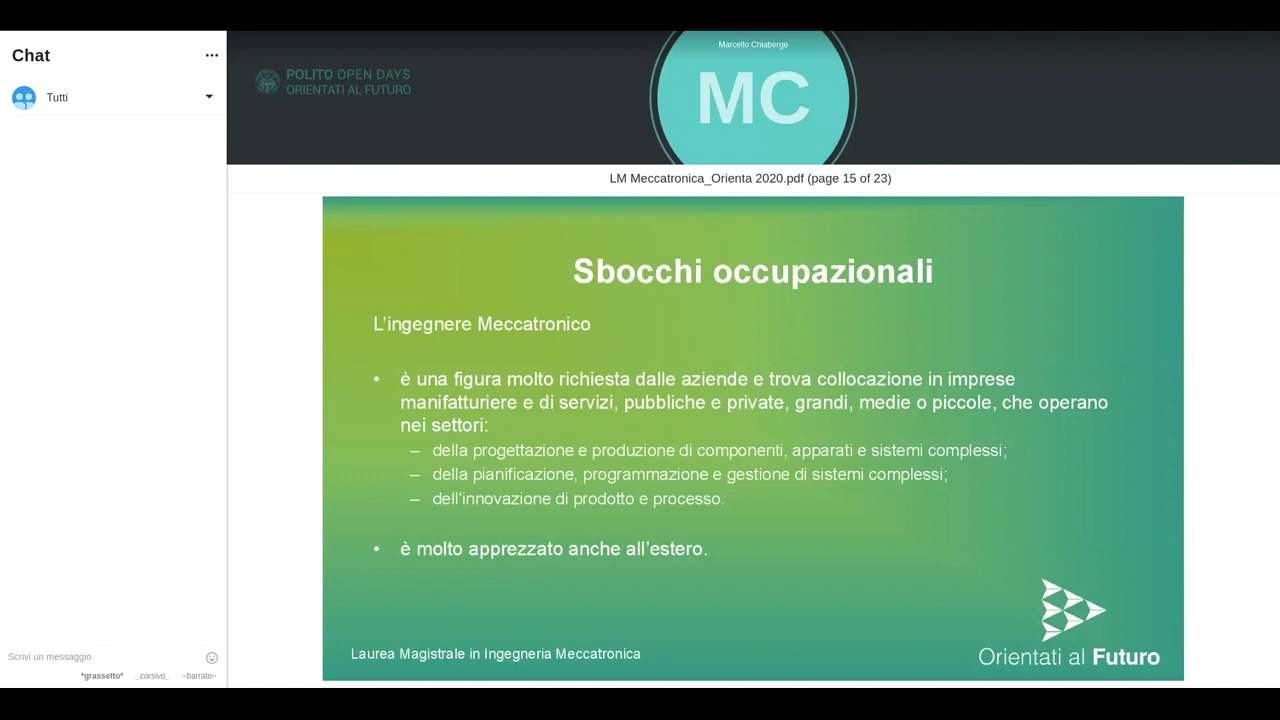 Chat
Tutti
Scrivi un messaggio
*grassetto* _corsivo_ ~barrato~
POLITO OPEN DAYS
ORIENTATI AL FUTURO
Marcello Chiaberge
MC
LM Meccatronica_Orienta 2020.pdf (page 15 of 23)
Sbocchi occupazionali
L'ingegnere Meccatronico
• è una figura molto richiesta dalle aziende e trova collocazione in imprese
manifatturiere e di servizi, pubbliche e private, grandi, medie o piccole, che operano
nei settori:
– della progettazione e produzione di componenti, apparati e sistemi complessi;
– della pianificazione, programmazione e gestione di sistemi complessi;
– dell'innovazione di prodotto e processo.
• è molto apprezzato anche all'estero.
Laurea Magistrale in Ingegneria Meccatronica
Orientati al Futuro